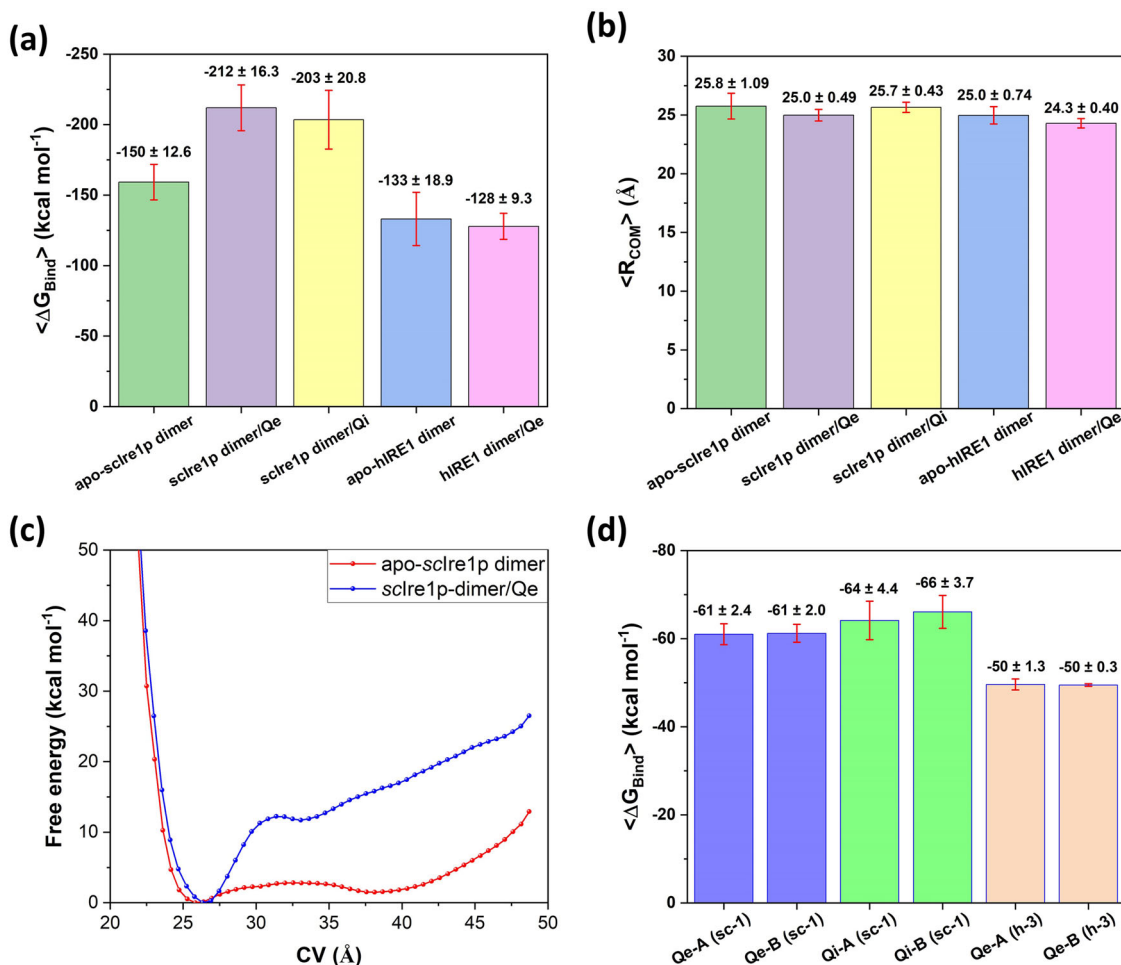 (a)
<ΔG_Bind> (kcal mol⁻¹)
-250
-200
-150
-100
-50
0
-150 ± 12.6
-212 ± 16.3
-203 ± 20.8
-133 ± 18.9
-128 ± 9.3
apo-scIre1p dimer
scIre1p dimer/Qe
scIre1p dimer/Qi
apo-hIRE1 dimer
hIRE1 dimer/Qe
(b)
<R_COM> (Å)
30
25
20
15
10
5
0
25.8 ± 1.09
25.0 ± 0.49
25.7 ± 0.43
25.0 ± 0.74
24.3 ± 0.40
apo-scIre1p dimer
scIre1p dimer/Qe
scIre1p dimer/Qi
apo-hIRE1 dimer
hIRE1 dimer/Qe
(c)
Free energy (kcal mol⁻¹)
50
40
30
20
10
0
apo-scIre1p dimer
scIre1p-dimer/Qe
20
25
30
35
40
45
50
CV (Å)
(d)
<ΔG_Bind> (kcal mol⁻¹)
-80
-60
-40
-20
0
-61 ± 2.4
-61 ± 2.0
-64 ± 4.4
-66 ± 3.7
-50 ± 1.3
-50 ± 0.3
Qe-A (sc-1)
Qe-B (sc-1)
Qi-A (sc-1)
Qi-B (sc-1)
Qe-A (h-3)
Qe-B (h-3)